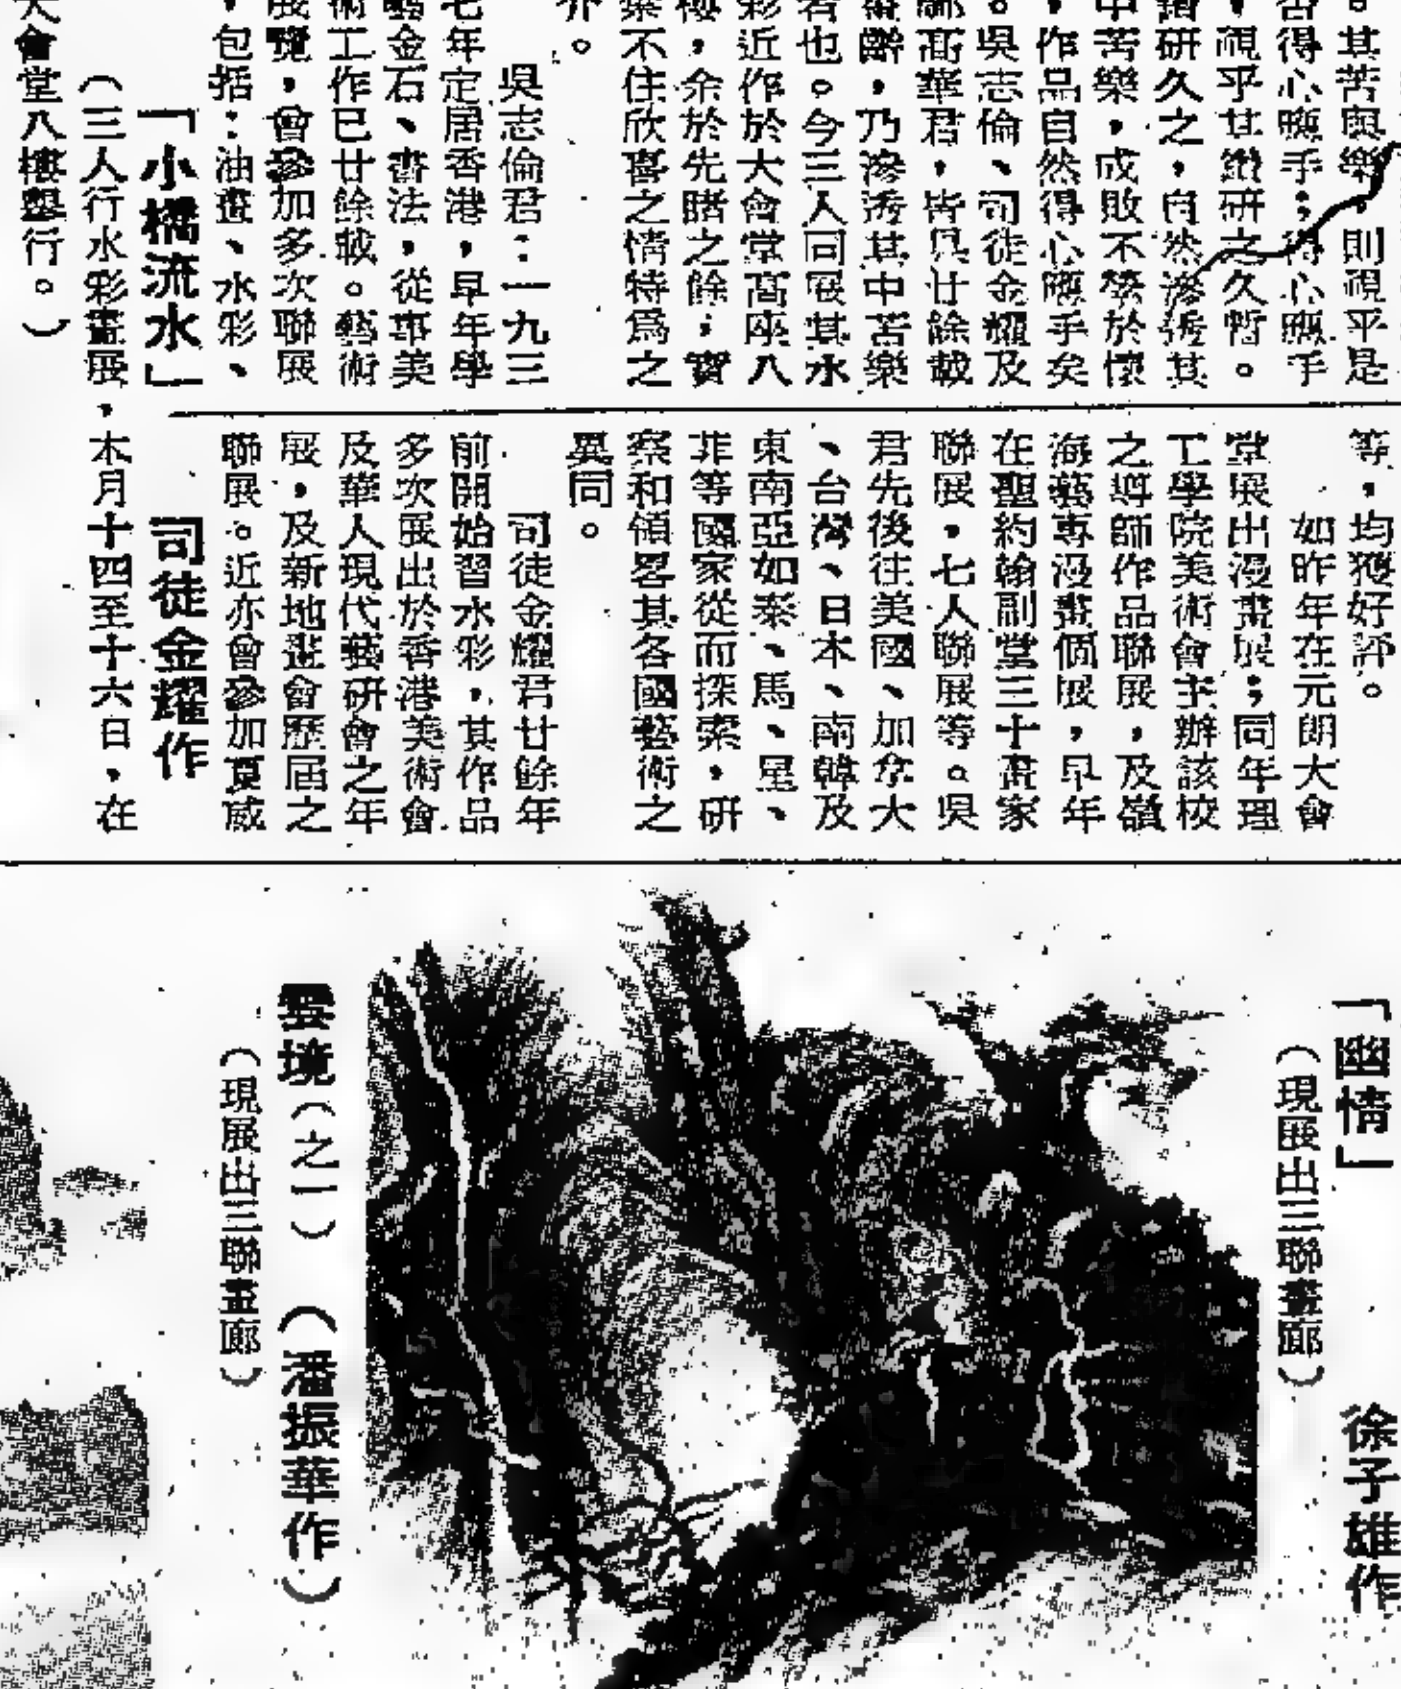 。其苦與樂，則視乎是
否得心應手；得心應手
，視乎其鑽研之久暫。
鑽研久之，自然滲透其
中苦樂，成敗不縈於懷
，作品自然得心應手矣
。吳志倫、司徒金耀及
鄺髙華君，皆具廿餘載
，乃滲透其中苦樂
者也。今三人同展其水
彩近作於大會堂高座八
樓，余於先睹之餘，實
禁不住欣喜之情特為之
介。
吳志倫君：一九三
七年定居香港，早年學
藝金石、書法，從事美
術工作已廿餘載。藝術
展覽，曾參加多次聯展
，包括：油畫、水彩、
「小橋流水」
（三人行水彩畫展，本月十四至十六日，在
大會堂八樓舉行。）
等，均獲好評。
如昨年在元朗大會
堂展出漫畫展；同年理
工學院美術會主辦該校
之導師作品聯展，及嶺
海藝專漫畫個展，早年
在聖約翰副堂三十畫家
聯展，七人聯展等。吳
君先後往美國、加拿大
、台灣、日本、南韓及
東南亞如泰、馬、星、
菲等國家從而探索，研
察和領畧其各國藝術之
異同。
司徒金耀君廿餘年
前開始習水彩，其作品
多次展出於香港美術會
及華人現代藝研會之年
展，及新地畫會歷屆之
聯展。近亦曾參加夏威
司徒金耀作
「幽情」　徐子雄作
（現展出三聯畫廊）
雲境（之一）（潘振華作）
（現展出三聯畫廊）